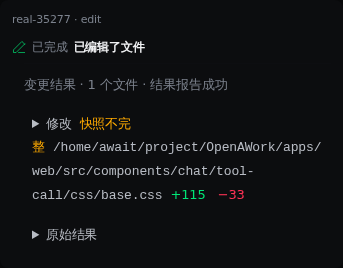 real-35277 · edit
已完成 已编辑了文件
变更结果 · 1 个文件 · 结果报告成功
▶ 修改 快照不完
整 /home/await/project/OpenAWork/apps/
web/src/components/chat/tool-
call/css/base.css +115 −33
▶ 原始结果